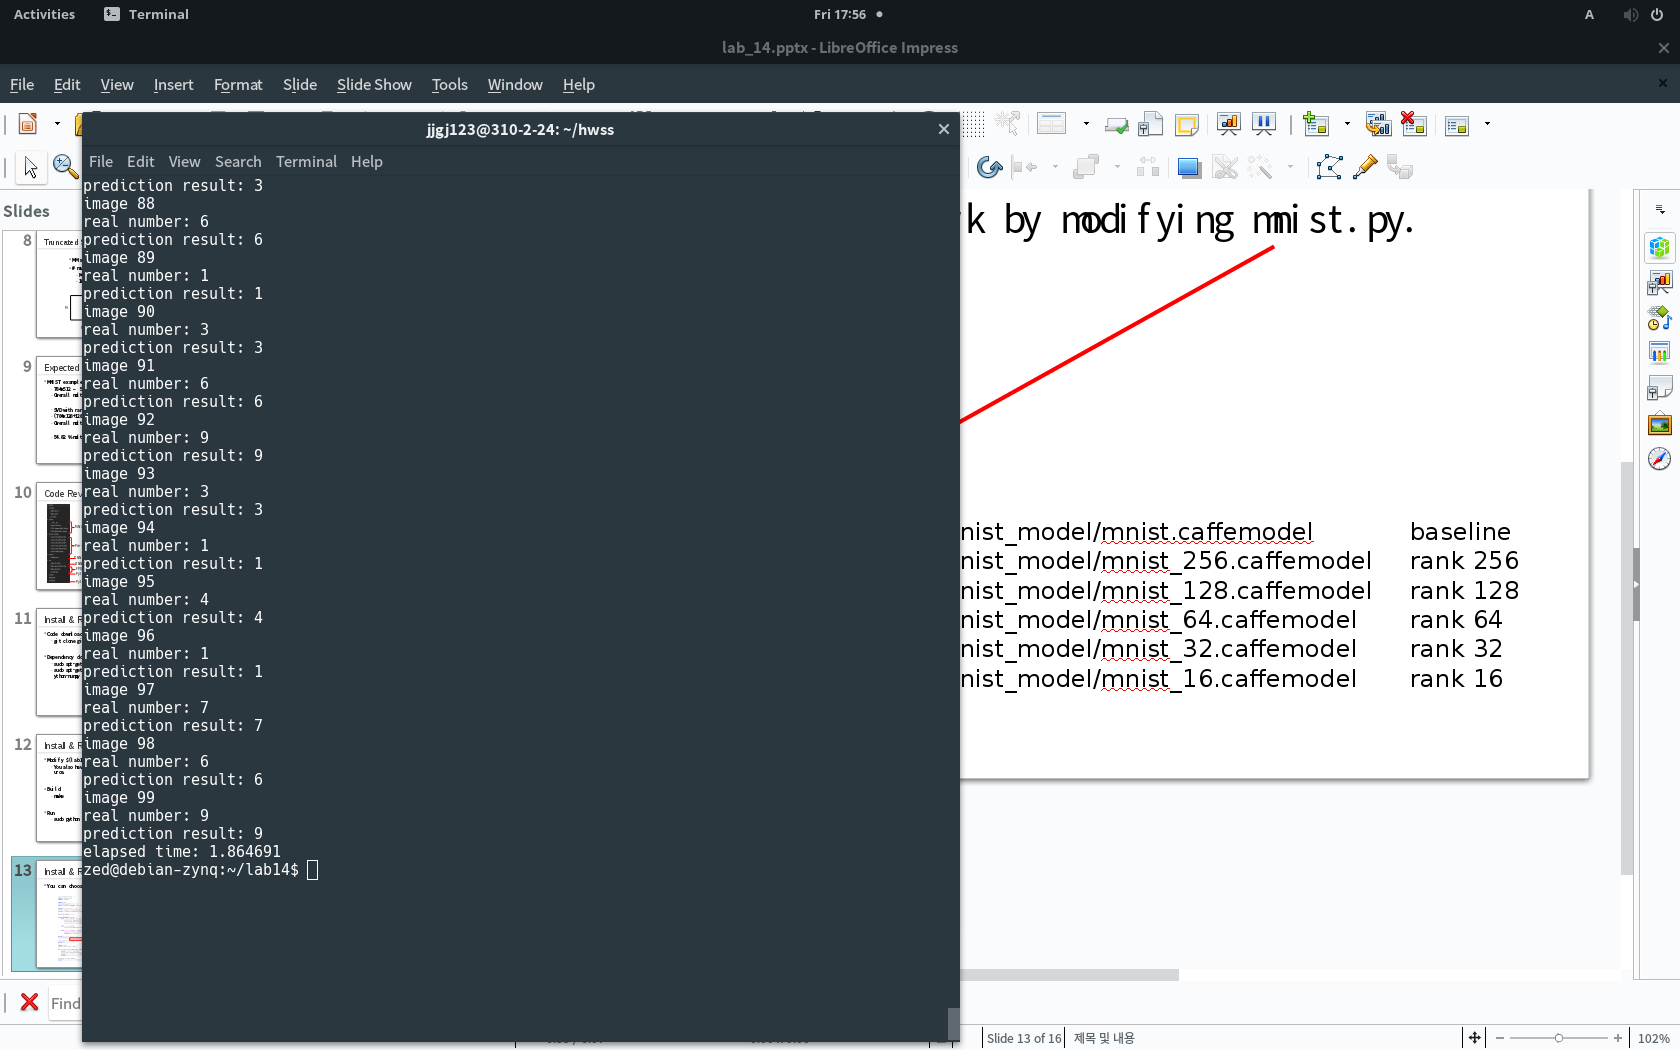 Activities
Terminal
Fri 17:56
A
lab_14.pptx - LibreOffice Impress
File Edit View Insert Format Slide Slide Show Tools Window Help
jjgj123@310-2-24: ~/hwss
File Edit View Search Terminal Help
prediction result: 3
image 88
real number: 6
prediction result: 6
image 89
real number: 1
prediction result: 1
image 90
real number: 3
prediction result: 3
image 91
real number: 6
prediction result: 6
image 92
real number: 9
prediction result: 9
image 93
real number: 3
prediction result: 3
image 94
real number: 1
prediction result: 1
image 95
real number: 4
prediction result: 4
image 96
real number: 1
prediction result: 1
image 97
real number: 7
prediction result: 7
image 98
real number: 6
prediction result: 6
image 99
real number: 9
prediction result: 9
elapsed time: 1.864691
zed@debian-zynq:~/lab14$
Slides
8
Truncated
9
Expected
10
Code Rev
11
Install & R
12
Install & R
13
Install & R
k by modifying mnist.py.
nist_model/mnist.caffemodel baseline
nist_model/mnist_256.caffemodel rank 256
nist_model/mnist_128.caffemodel rank 128
nist_model/mnist_64.caffemodel rank 64
nist_model/mnist_32.caffemodel rank 32
nist_model/mnist_16.caffemodel rank 16
Find
Slide 13 of 16
제목 및 내용
102%